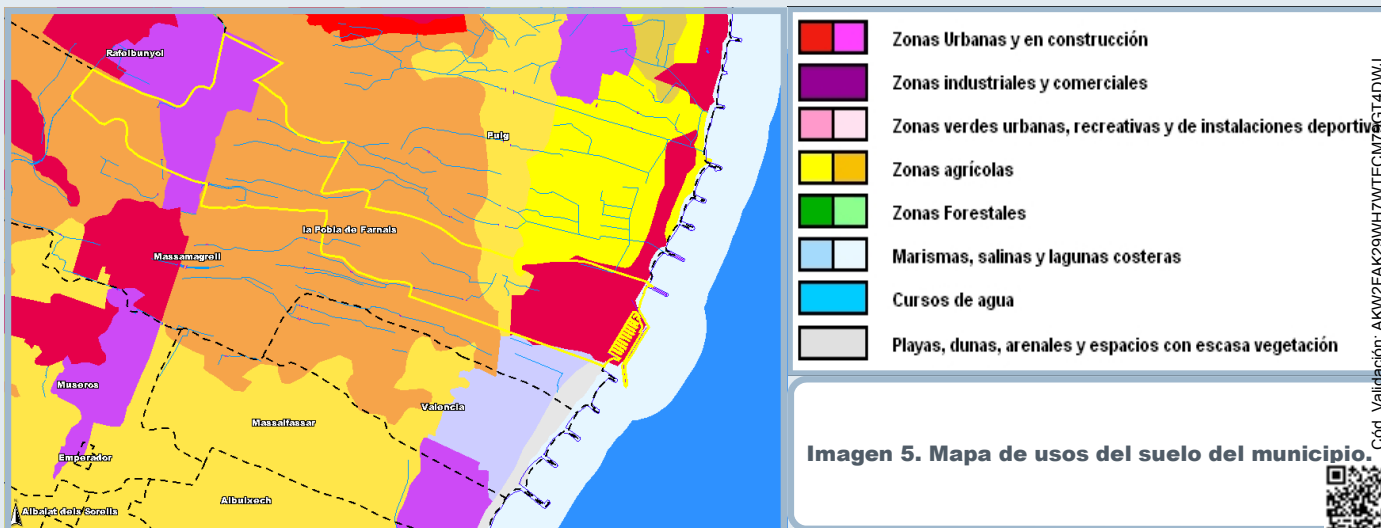 Rafelbunyol
Puig
la Pobla de Farnals
Massamagrell
Museros
Valencia
Massalfassar
Emperador
Albuixech
Albalat dels Sorells
Zonas Urbanas y en construcción
Zonas industriales y comerciales
Zonas verdes urbanas, recreativas y de instalaciones deportiva
Zonas agrícolas
Zonas Forestales
Marismas, salinas y lagunas costeras
Cursos de agua
Playas, dunas, arenales y espacios con escasa vegetación
Imagen 5. Mapa de usos del suelo del municipio.
Cód. Validación: